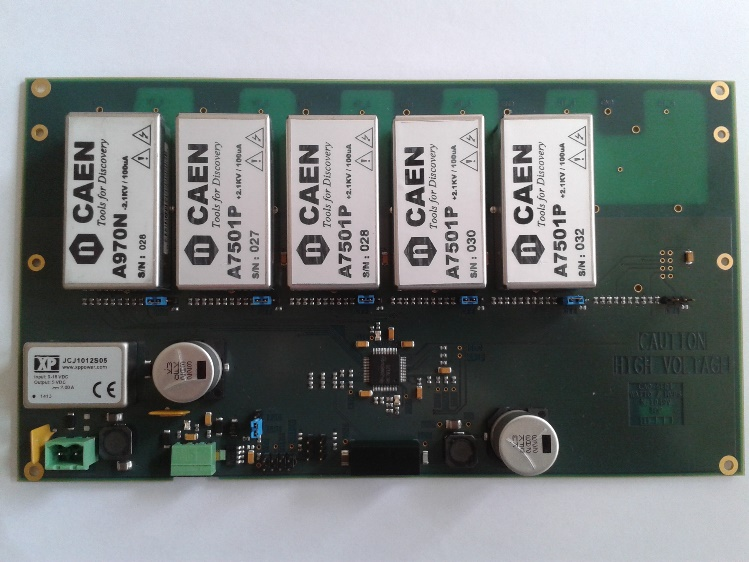 n CAEN
Tools for Discovery
A970N -2.1KV / 100uA
S/N : 026
n CAEN
Tools for Discovery
A7501P +2.1KV / 100uA
S/N : 027
n CAEN
Tools for Discovery
A7501P +2.1KV / 100uA
S/N : 028
n CAEN
Tools for Discovery
A7501P +2.1KV / 100uA
S/N : 030
n CAEN
Tools for Discovery
A7501P +2.1KV / 100uA
S/N : 032
CAUTION
HIGH VOLTAGE
XP JCJ1012S05
www.xppower.com
CE